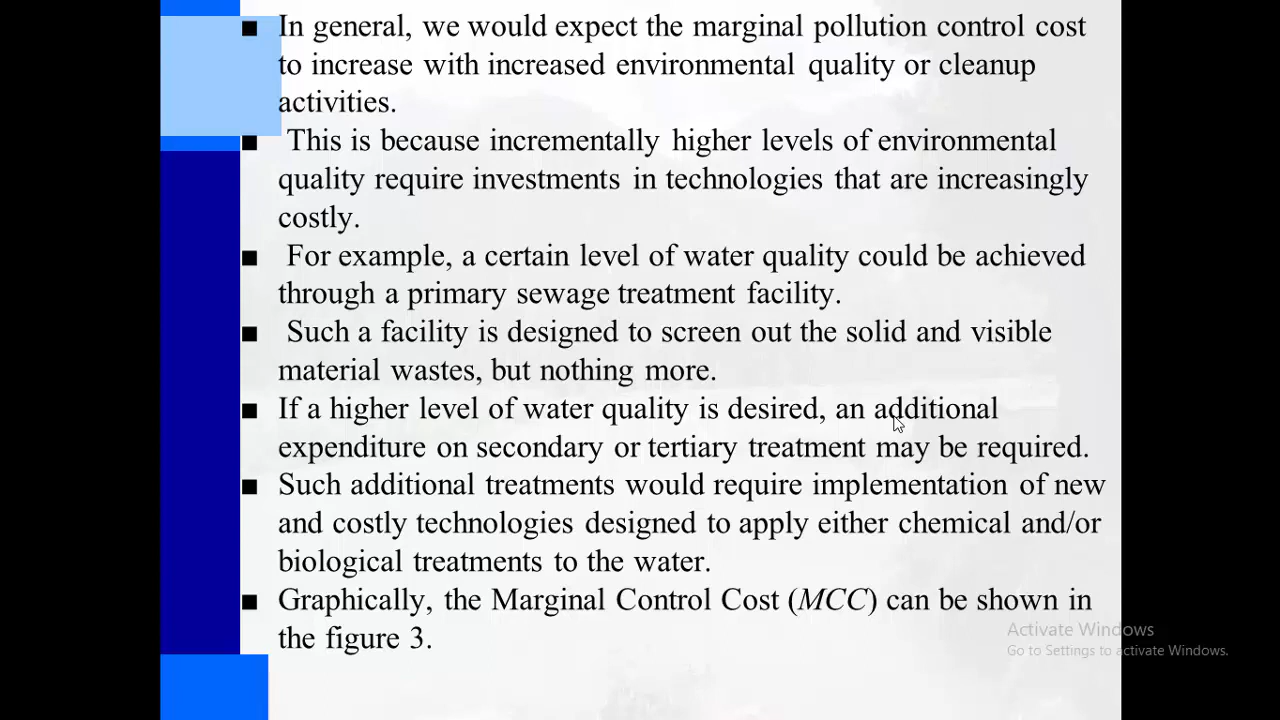 ■ In general, we would expect the marginal pollution control cost
to increase with increased environmental quality or cleanup
activities.
■ This is because incrementally higher levels of environmental
quality require investments in technologies that are increasingly
costly.
■ For example, a certain level of water quality could be achieved
through a primary sewage treatment facility.
■ Such a facility is designed to screen out the solid and visible
material wastes, but nothing more.
■ If a higher level of water quality is desired, an additional
expenditure on secondary or tertiary treatment may be required.
■ Such additional treatments would require implementation of new
and costly technologies designed to apply either chemical and/or
biological treatments to the water.
■ Graphically, the Marginal Control Cost (MCC) can be shown in
the figure 3.
Activate Windows
Go to Settings to activate Windows.